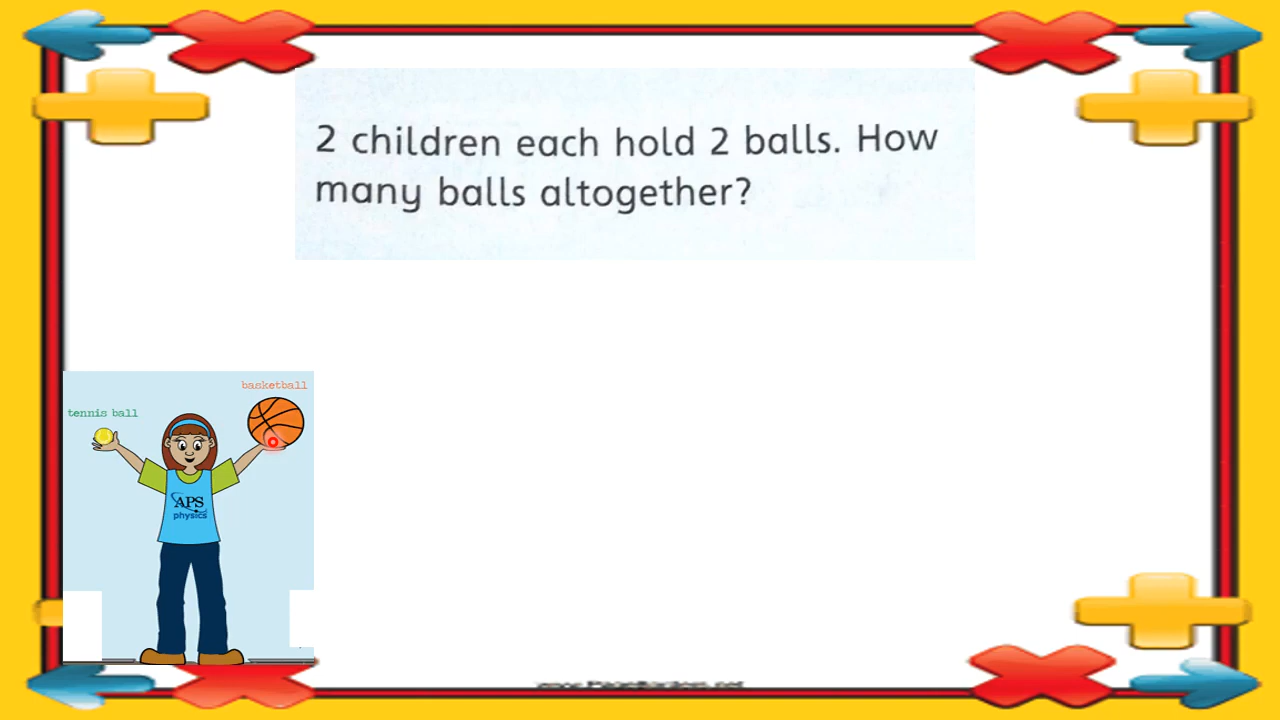 2 children each hold 2 balls. How
many balls altogether?
basketball
tennis ball
APS
physics